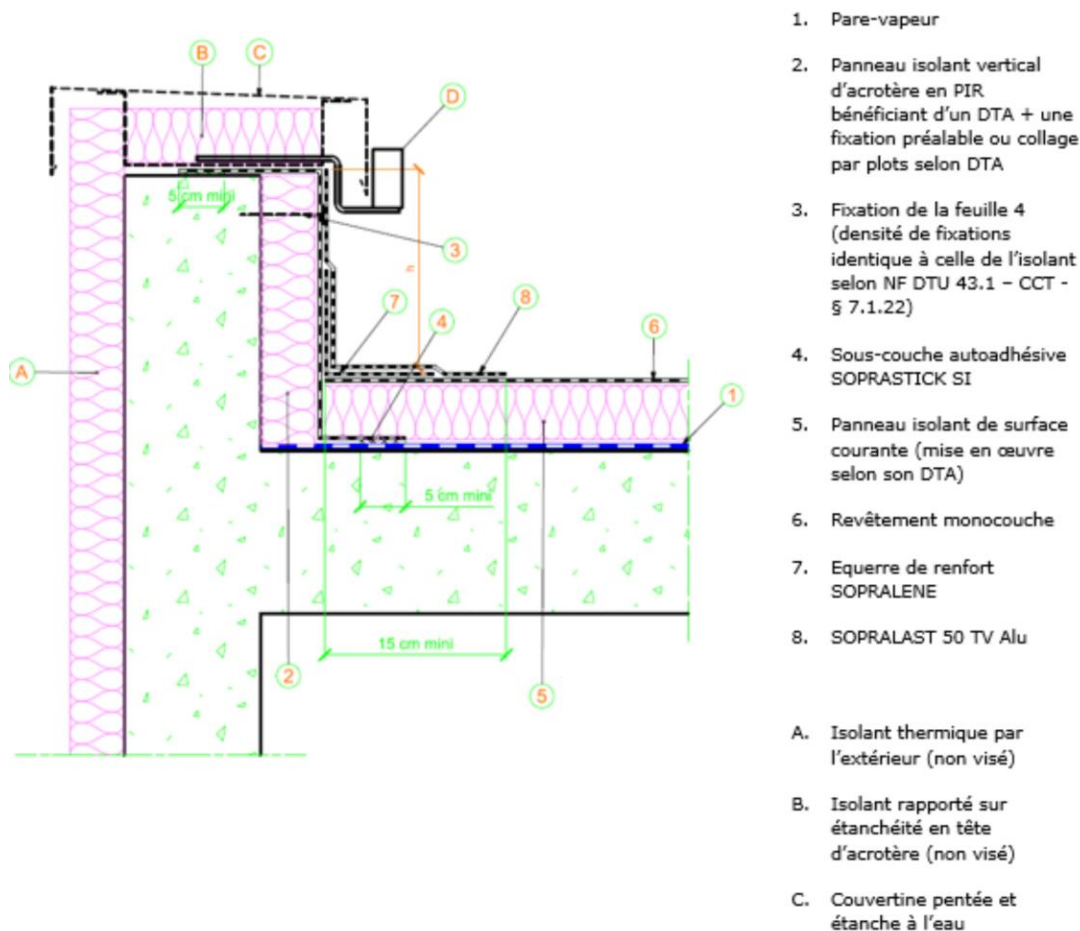 B
C
D
5 cm mini
3
h
7
4
8
6
A
1
5 cm mini
15 cm mini
2
5
1. Pare-vapeur
2. Panneau isolant vertical
d'acrotère en PIR
bénéficiant d'un DTA + une
fixation préalable ou collage
par plots selon DTA
3. Fixation de la feuille 4
(densité de fixations
identique à celle de l'isolant
selon NF DTU 43.1 – CCT -
§ 7.1.22)
4. Sous-couche autoadhésive
SOPRASTICK SI
5. Panneau isolant de surface
courante (mise en œuvre
selon son DTA)
6. Revêtement monocouche
7. Equerre de renfort
SOPRALENE
8. SOPRALAST 50 TV Alu
A. Isolant thermique par
l'extérieur (non visé)
B. Isolant rapporté sur
étanchéité en tête
d'acrotère (non visé)
C. Couvertine pentée et
étanche à l'eau